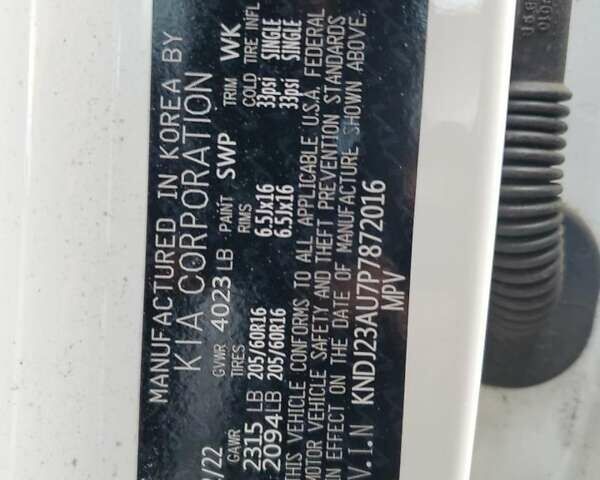 MANUFACTURED IN KOREA BY
KIA CORPORATION
/22 GVWR 4023 LB PAINT SWP TRIM WK
GAWR TIRES RIMS COLD TIRE INFL
2315 LB 205/60R16 6.5Jx16 33psi SINGLE
2094LB 205/60R16 6.5Jx16 33psi SINGLE
THIS VEHICLE CONFORMS TO ALL APPLICABLE U.S.A. FEDERAL
MOTOR VEHICLE SAFETY AND THEFT PREVENTION STANDARDS
IN EFFECT ON THE DATE OF MANUFACTURE SHOWN ABOVE.
V.I.N KNDJ23AU7P7872016
MPV